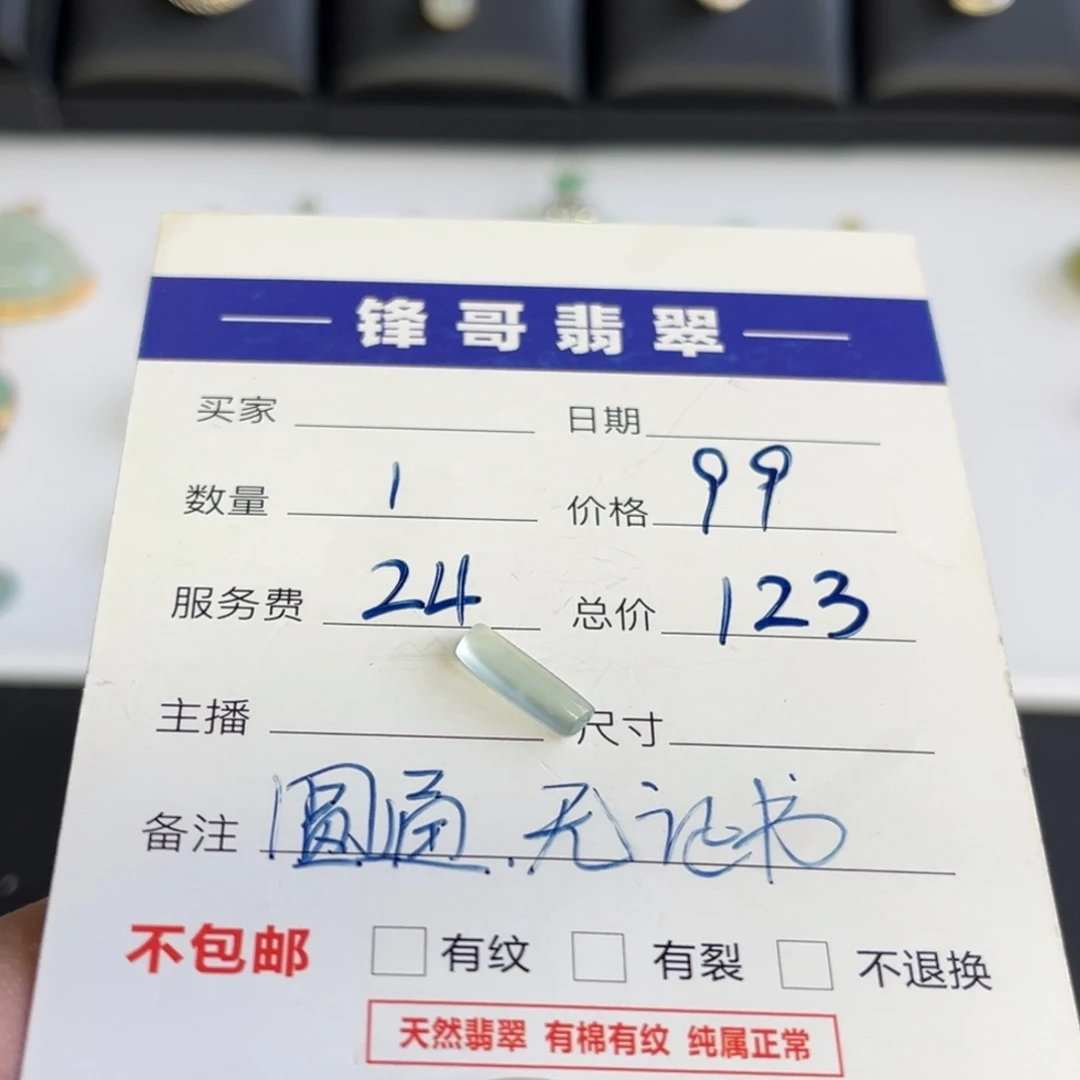 锋哥翡翠
买家 日期
数量 1 价格 99
服务费 24 总价 123
主播 尺寸
备注 圆通.无证书
不包邮 有纹 有裂 不退换
天然翡翠 有棉有纹 纯属正常